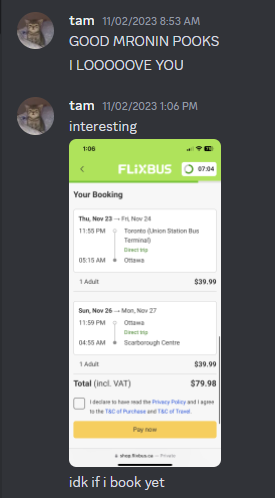 tam 11/02/2023 8:53 AM
GOOD MRONIN POOKS
I LOOOOOVE YOU
tam 11/02/2023 1:06 PM
interesting
1:06
FLiXBUS 07:04
Your Booking
Thu, Nov 23 → Fri, Nov 24
11:55 PM Toronto (Union Station Bus
Terminal)
Direct trip
05:15 AM Ottawa
1 Adult $39.99
Sun, Nov 26 → Mon, Nov 27
11:59 PM Ottawa
Direct trip
04:55 AM Scarborough Centre
1 Adult $39.99
Total (incl. VAT) $79.98
I declare to have read the Privacy Policy and I agree
to the T&C of Purchase and T&C of Travel.
Pay now
shop.flixbus.ca — Private
idk if i book yet